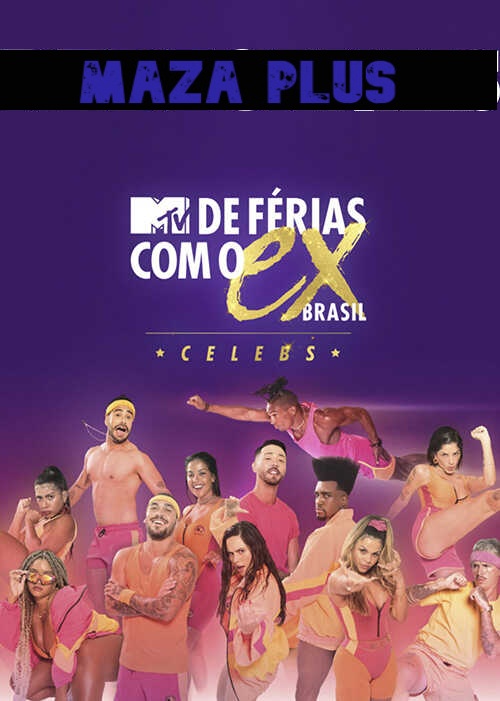 MAZA PLUS
MTV DE FÉRIAS
COM O ex
BRASIL
★ CELEBS ★